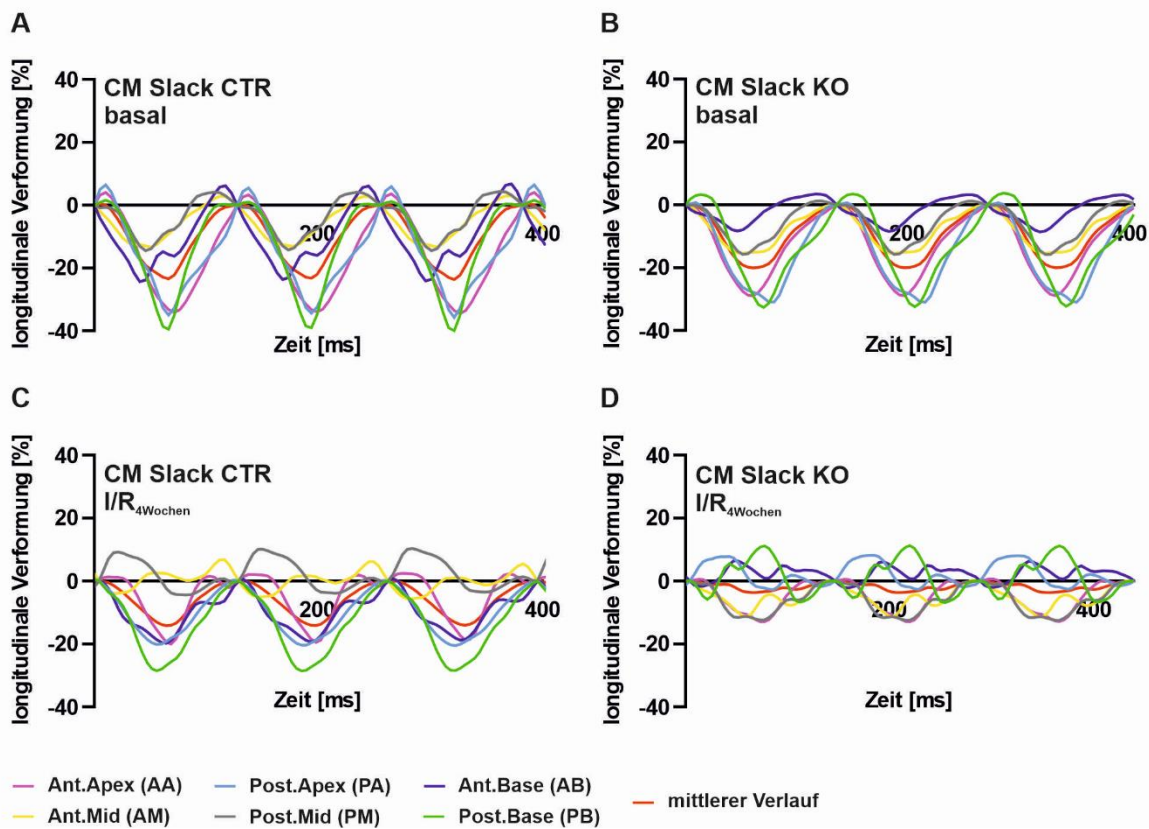 A
longitudinale Verformung [%]
40
20
0
-20
-40
CM Slack CTR
basal
200
400
Zeit [ms]
B
longitudinale Verformung [%]
40
20
0
-20
-40
CM Slack KO
basal
200
400
Zeit [ms]
C
longitudinale Verformung [%]
40
20
0
-20
-40
CM Slack CTR
I/R4Wochen
200
400
Zeit [ms]
D
longitudinale Verformung [%]
40
20
0
-20
-40
CM Slack KO
I/R4Wochen
200
400
Zeit [ms]
Ant.Apex (AA)
Post.Apex (PA)
Ant.Base (AB)
mittlerer Verlauf
Ant.Mid (AM)
Post.Mid (PM)
Post.Base (PB)